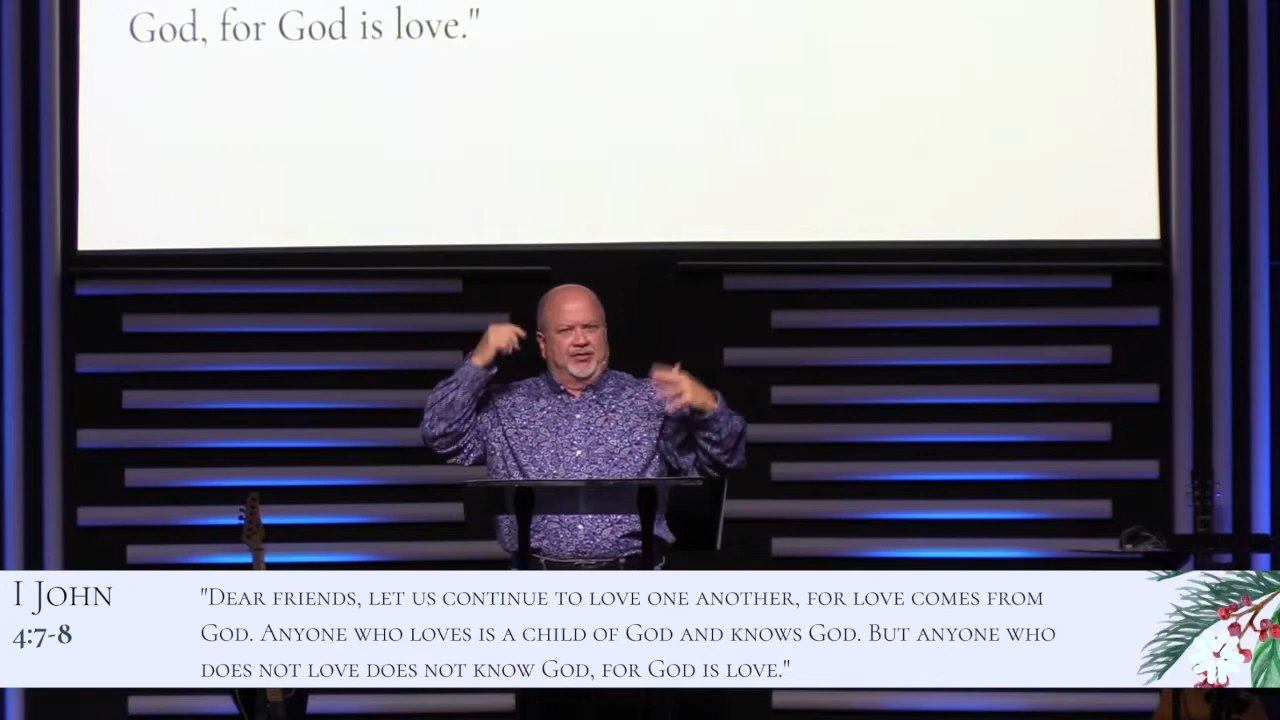 God, for God is love."
I John
4:7-8
"Dear friends, let us continue to love one another, for love comes from
God. Anyone who loves is a child of God and knows God. But anyone who
does not love does not know God, for God is love."